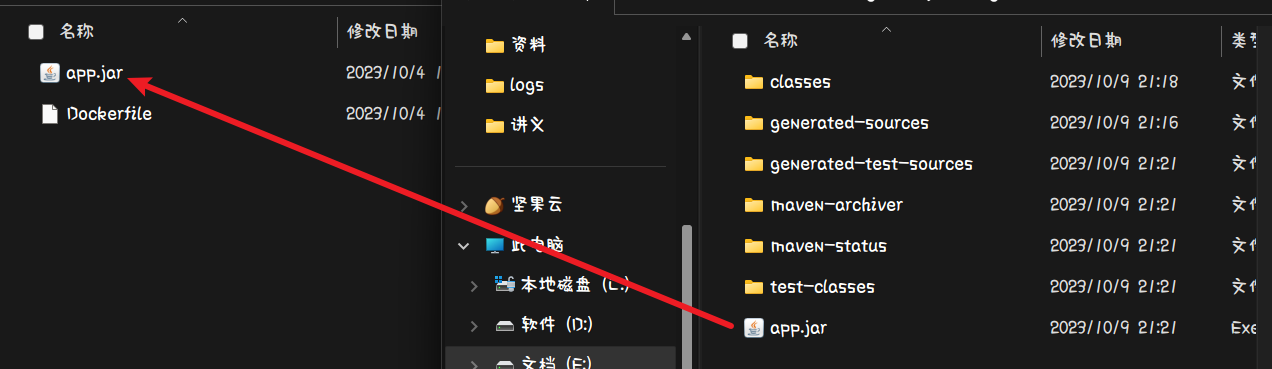 名称 修改日期
app.jar 2023/10/4 1
Dockerfile 2023/10/4 1
资料
logs
讲义
坚果云
此电脑
本地磁盘 (C:)
软件 (D:)
文档 (E:)
名称 修改日期 类型
classes 2023/10/9 21:18 文件
generated-sources 2023/10/9 21:16 文件
generated-test-sources 2023/10/9 21:21 文件
maven-archiver 2023/10/9 21:21 文件
maven-status 2023/10/9 21:21 文件
test-classes 2023/10/9 21:21 文件
app.jar 2023/10/9 21:21 Exe